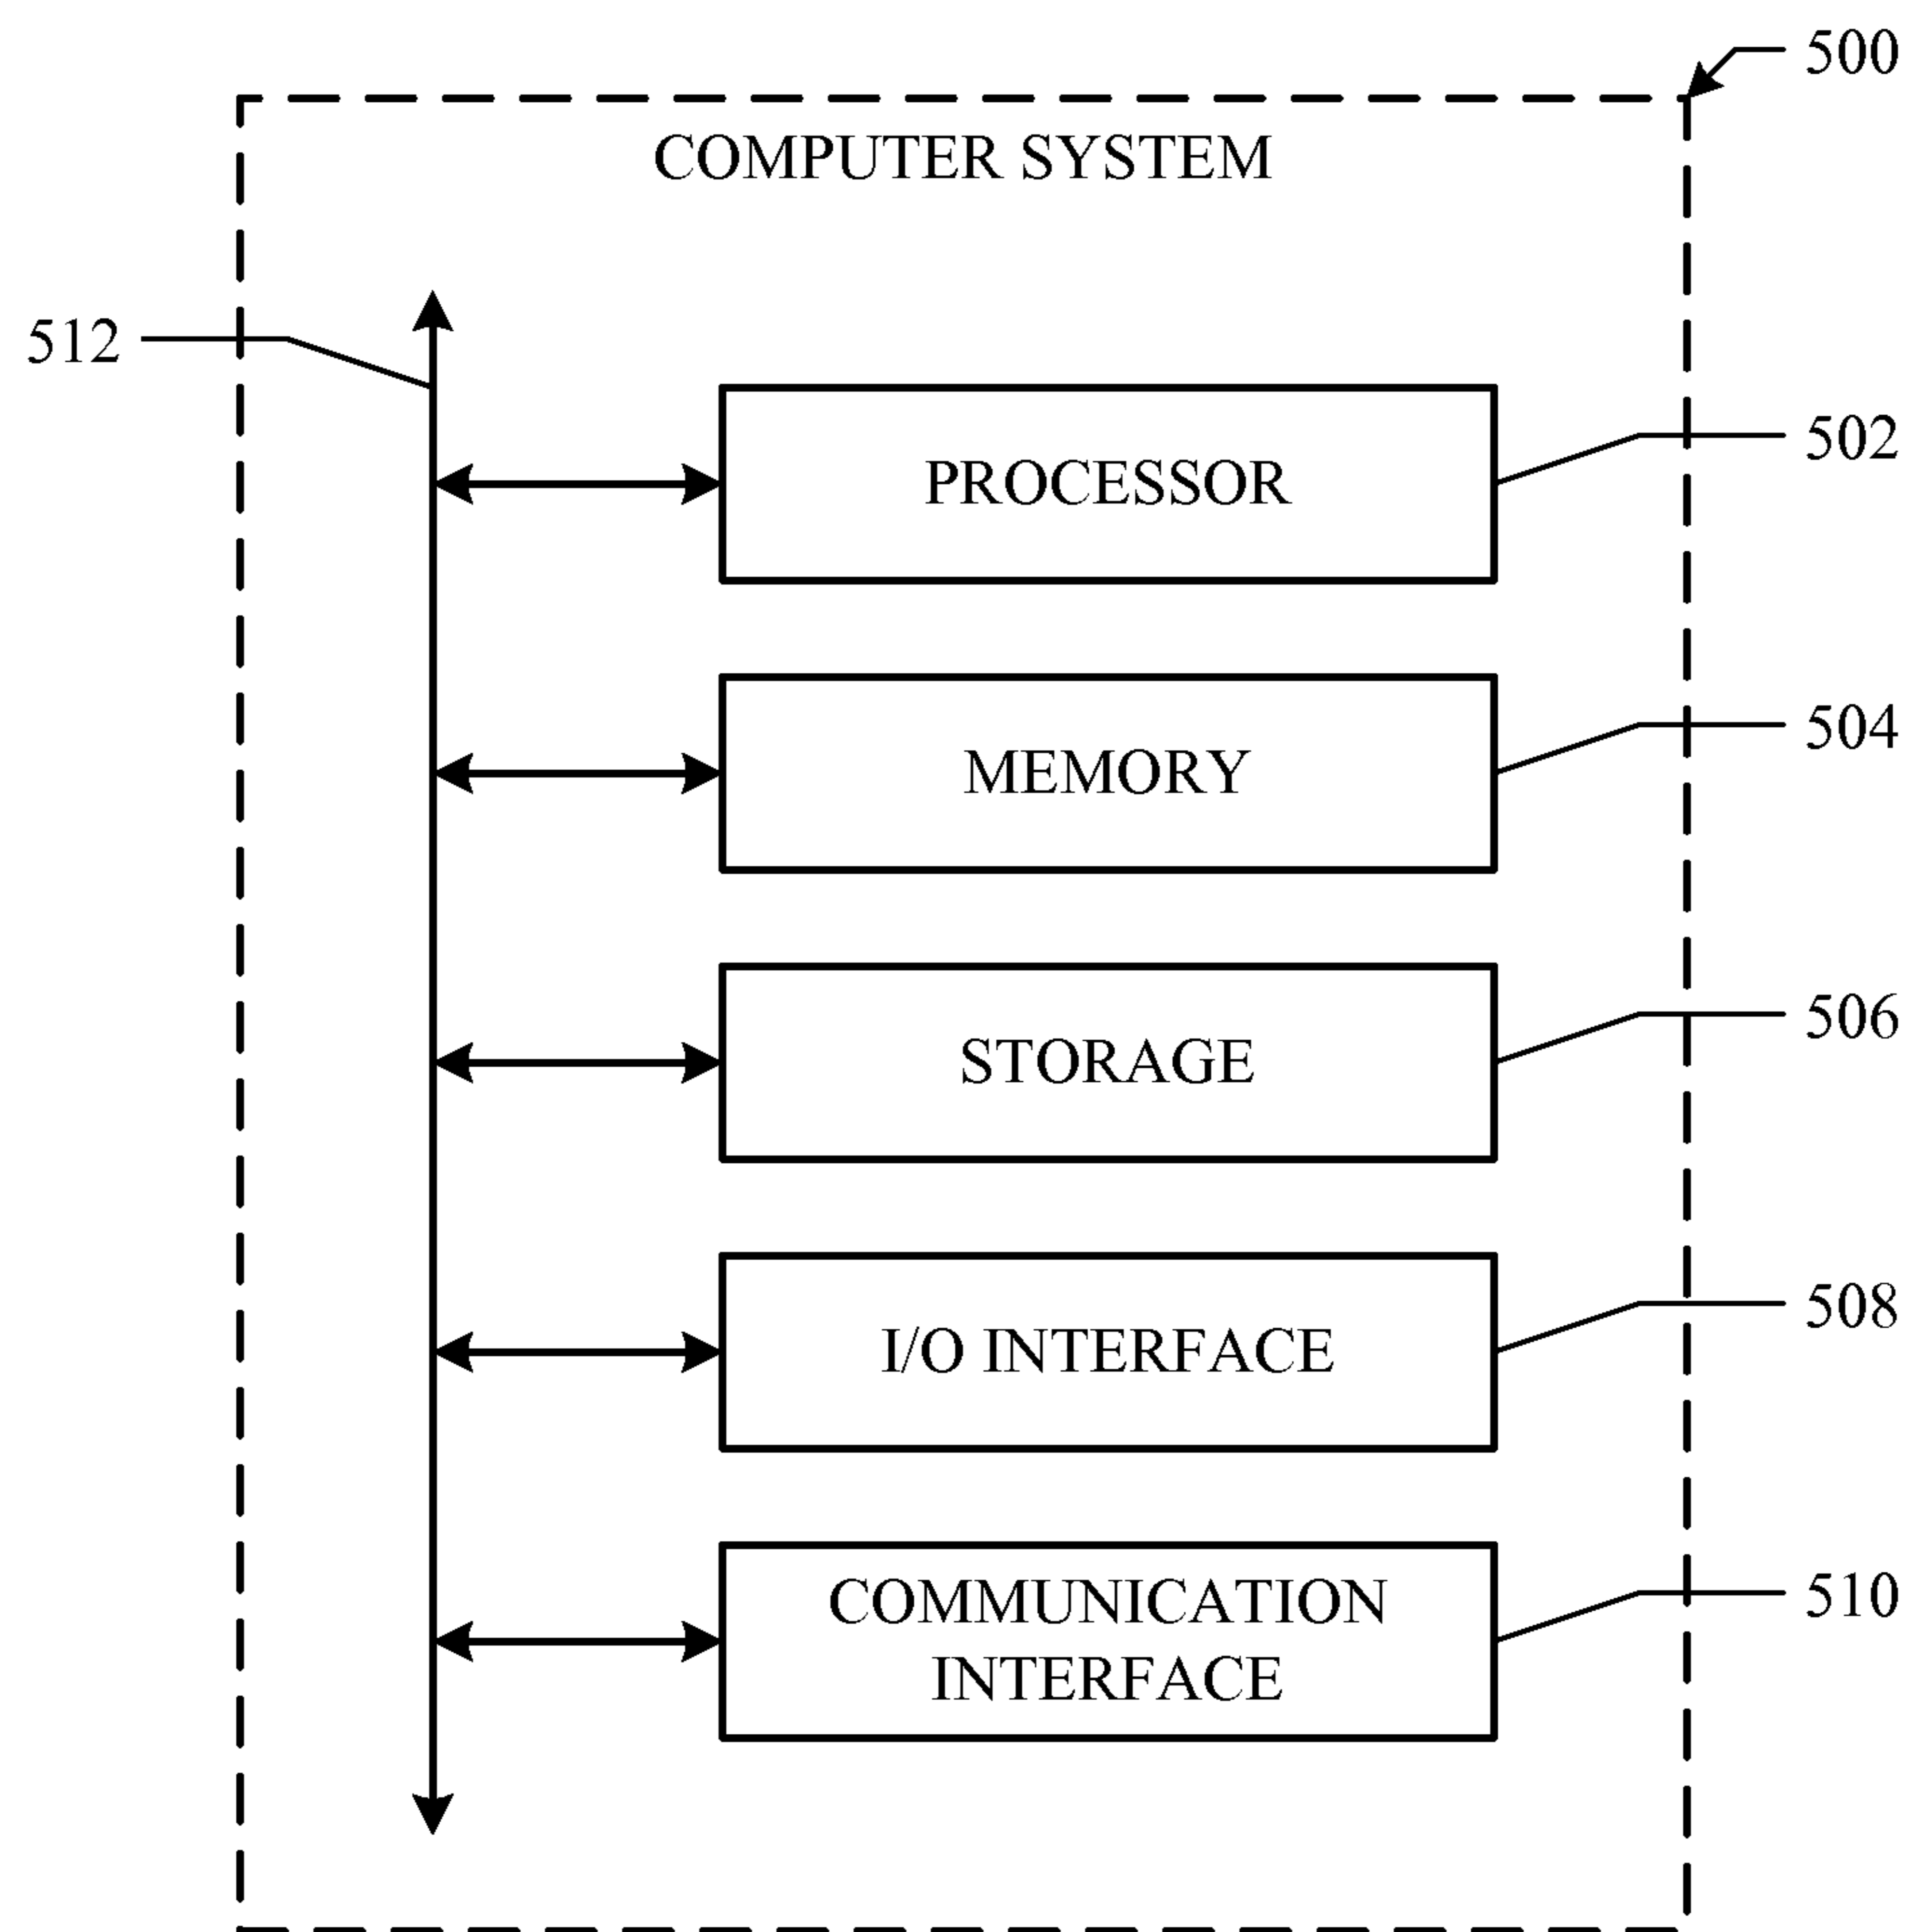 500
COMPUTER SYSTEM
512
PROCESSOR
502
MEMORY
504
STORAGE
506
I/O INTERFACE
508
COMMUNICATION
INTERFACE
510